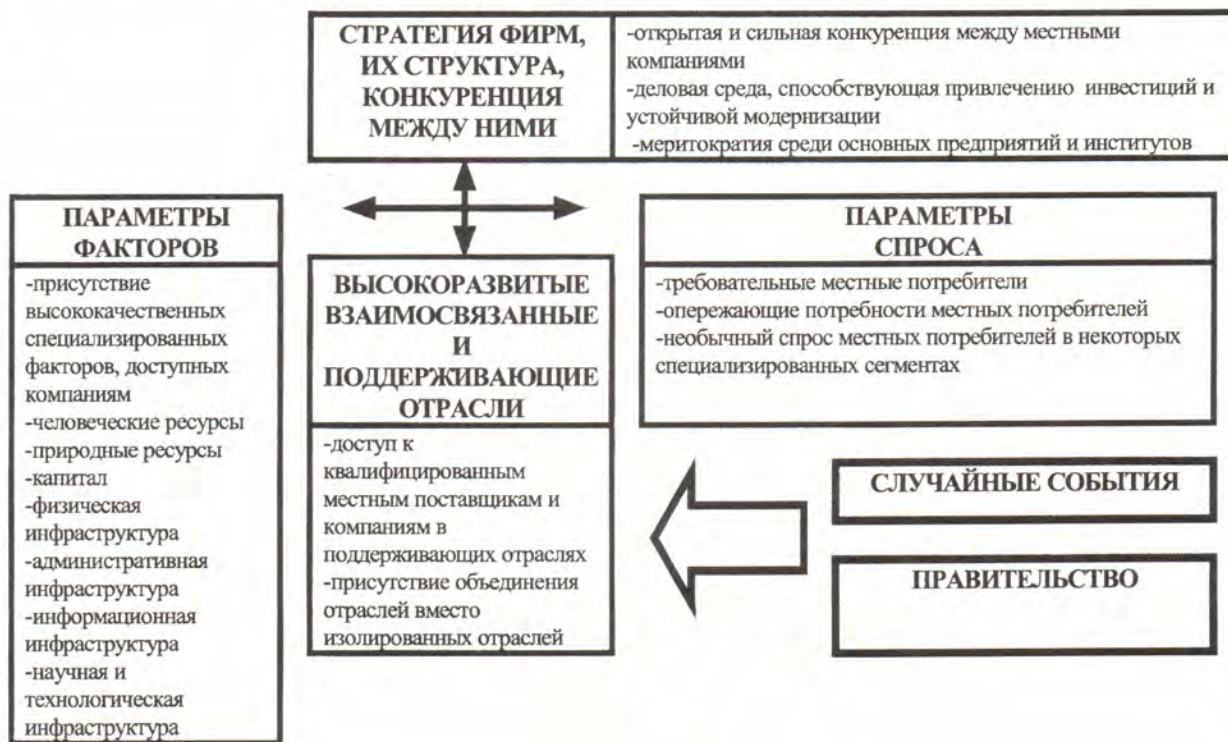 СТРАТЕГИЯ ФИРМ,
ИХ СТРУКТУРА,
КОНКУРЕНЦИЯ
МЕЖДУ НИМИ
-открытая и сильная конкуренция между местными
компаниями
-деловая среда, способствующая привлечению инвестиций и
устойчивой модернизации
-меритократия среди основных предприятий и институтов
ПАРАМЕТРЫ
ФАКТОРОВ
-присутствие
высококачественных
специализированных
факторов, доступных
компаниям
-человеческие ресурсы
-природные ресурсы
-капитал
-физическая
инфраструктура
-административная
инфраструктура
-информационная
инфраструктура
-научная и
технологическая
инфраструктура
ВЫСОКОРАЗВИТЫЕ
ВЗАИМОСВЯЗАННЫЕ
И
ПОДДЕРЖИВАЮЩИЕ
ОТРАСЛИ
-доступ к
квалифицированным
местным поставщикам и
компаниям в
поддерживающих отраслях
-присутствие объединения
отраслей вместо
изолированных отраслей
ПАРАМЕТРЫ
СПРОСА
-требовательные местные потребители
-опережающие потребности местных потребителей
-необычный спрос местных потребителей в некоторых
специализированных сегментах
СЛУЧАЙНЫЕ СОБЫТИЯ
ПРАВИТЕЛЬСТВО